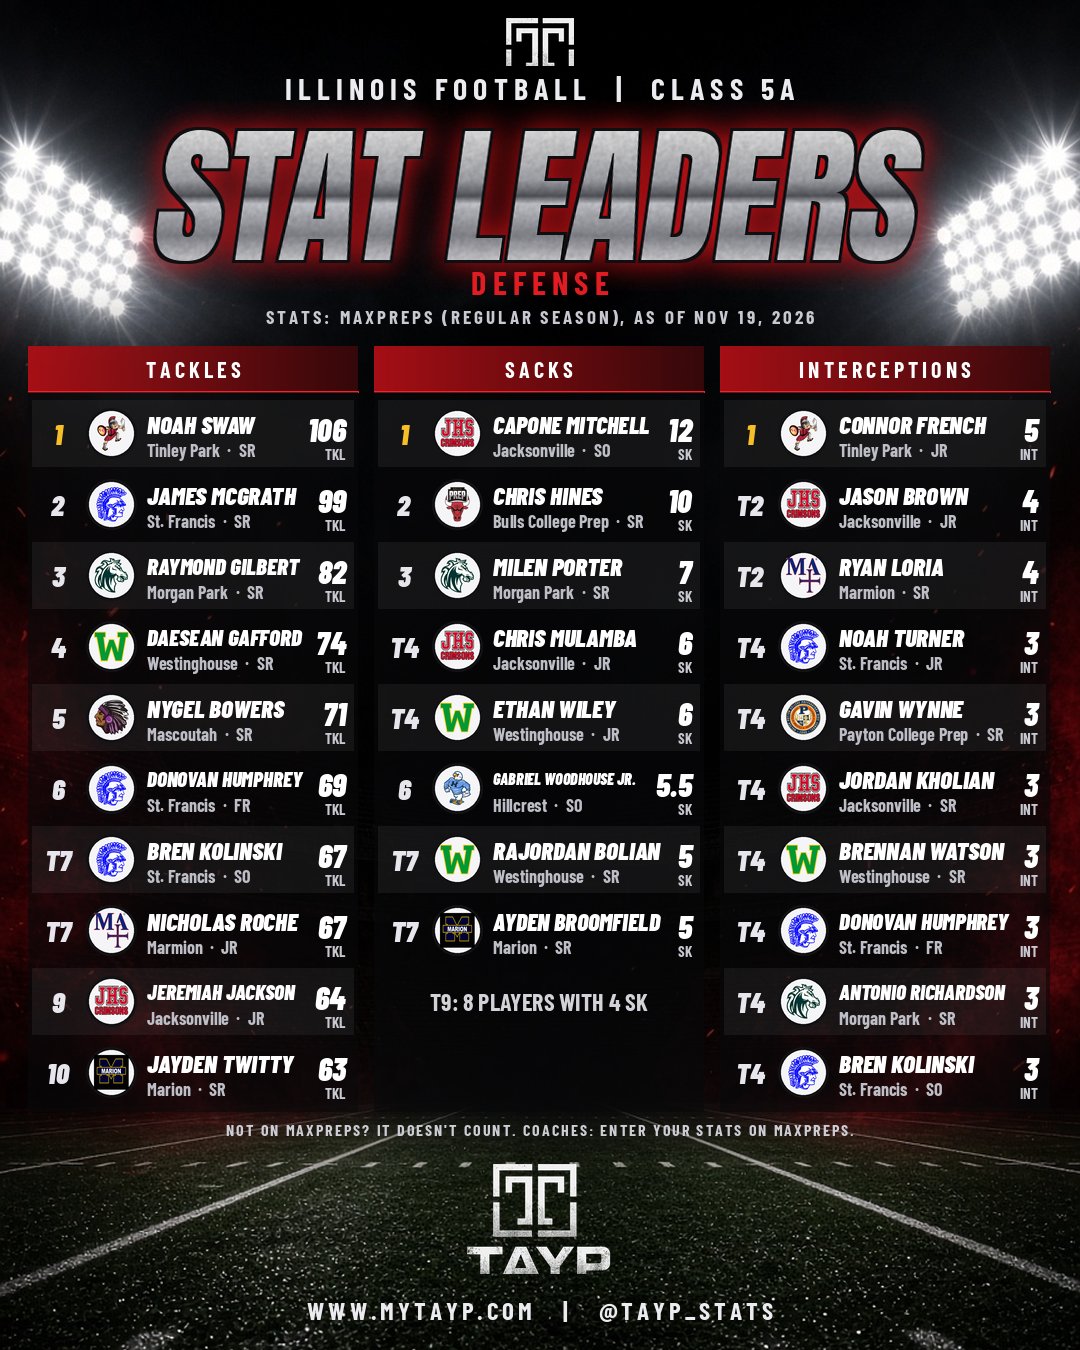 ILLINOIS FOOTBALL | CLASS 5A
STAT LEADERS
DEFENSE
STATS: MAXPREPS (REGULAR SEASON), AS OF NOV 19, 2026
TACKLES
1 NOAH SWAW 106
Tinley Park · SR TKL
2 JAMES MCGRATH 99
St. Francis · SR TKL
3 RAYMOND GILBERT 82
Morgan Park · SR TKL
4 DAESEAN GAFFORD 74
Westinghouse · SR TKL
5 NYGEL BOWERS 71
Mascoutah · SR TKL
6 DONOVAN HUMPHREY 69
St. Francis · FR TKL
T7 BREN KOLINSKI 67
St. Francis · SO TKL
T7 NICHOLAS ROCHE 67
Marmion · JR TKL
9 JEREMIAH JACKSON 64
Jacksonville · JR TKL
10 JAYDEN TWITTY 63
Marion · SR TKL
SACKS
1 CAPONE MITCHELL 12
Jacksonville · SO SK
2 CHRIS HINES 10
Bulls College Prep · SR SK
3 MILEN PORTER 7
Morgan Park · SR SK
T4 CHRIS MULAMBA 6
Jacksonville · JR SK
T4 ETHAN WILEY 6
Westinghouse · JR SK
6 GABRIEL WOODHOUSE JR. 5.5
Hillcrest · SO SK
T7 RAJORDAN BOLIAN 5
Westinghouse · SR SK
T7 AYDEN BROOMFIELD 5
Marion · SR SK
T9: 8 PLAYERS WITH 4 SK
INTERCEPTIONS
1 CONNOR FRENCH 5
Tinley Park · JR INT
T2 JASON BROWN 4
Jacksonville · JR INT
T2 RYAN LORIA 4
Marmion · SR INT
T4 NOAH TURNER 3
St. Francis · JR INT
T4 GAVIN WYNNE 3
Payton College Prep · SR INT
T4 JORDAN KHOLIAN 3
Jacksonville · SR INT
T4 BRENNAN WATSON 3
Westinghouse · SR INT
T4 DONOVAN HUMPHREY 3
St. Francis · FR INT
T4 ANTONIO RICHARDSON 3
Morgan Park · SR INT
T4 BREN KOLINSKI 3
St. Francis · SO INT
NOT ON MAXPREPS? IT DOESN'T COUNT. COACHES: ENTER YOUR STATS ON MAXPREPS.
TAYP
WWW.MYTAYP.COM | @TAYP_STATS